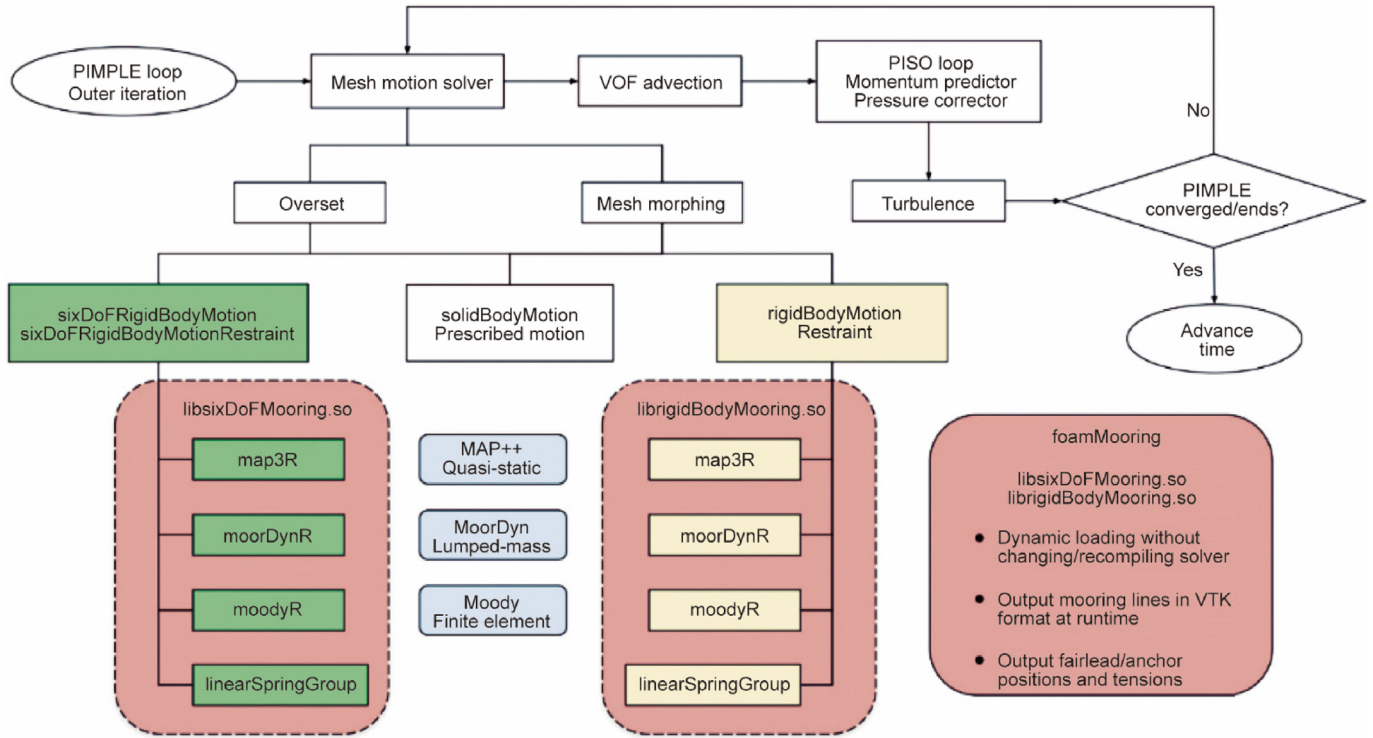 PIMPLE loop
Outer iteration
Mesh motion solver
VOF advection
PISO loop
Momentum predictor
Pressure corrector
No
Overset
Mesh morphing
Turbulence
PIMPLE
converged/ends?
Yes
sixDoFRigidBodyMotion
sixDoFRigidBodyMotionRestraint
solidBodyMotion
Prescribed motion
rigidBodyMotion
Restraint
Advance
time
libsixDoFMooring.so
map3R
moorDynR
moodyR
linearSpringGroup
MAP++
Quasi-static
MoorDyn
Lumped-mass
Moody
Finite element
librigidBodyMooring.so
map3R
moorDynR
moodyR
linearSpringGroup
foamMooring
libsixDoFMooring.so
librigidBodyMooring.so
● Dynamic loading without
changing/recompiling solver
● Output mooring lines in VTK
format at runtime
● Output fairlead/anchor
positions and tensions